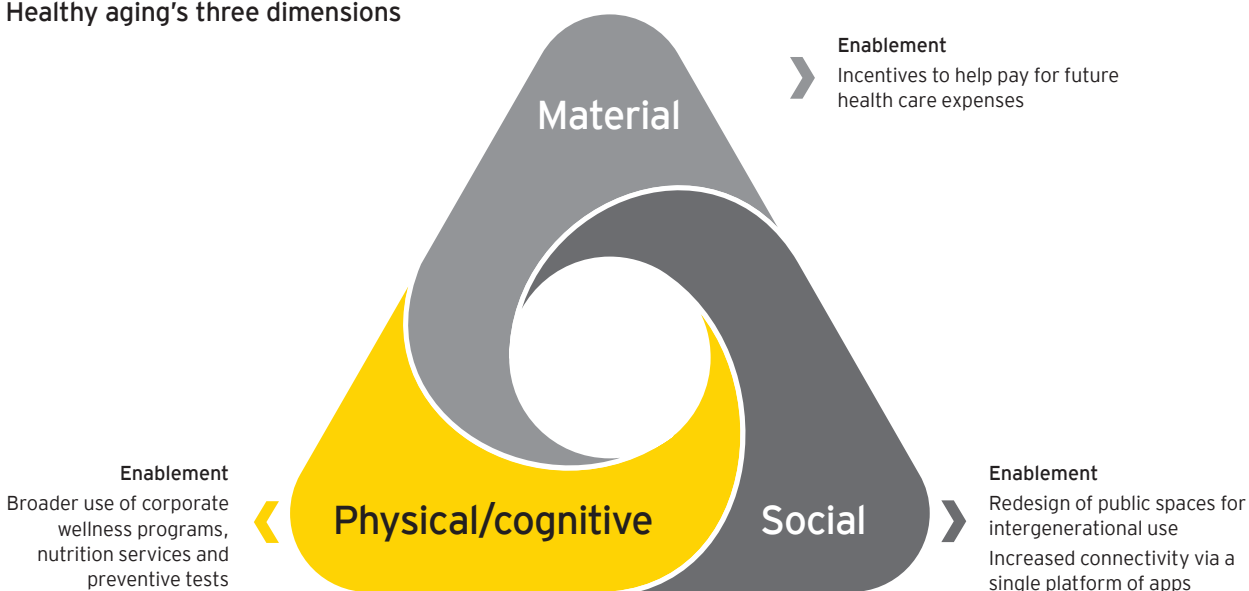 Healthy aging's three dimensions
Material
Enablement
Incentives to help pay for future
health care expenses
Enablement
Broader use of corporate
wellness programs,
nutrition services and
preventive tests
Physical/cognitive
Social
Enablement
Redesign of public spaces for
intergenerational use
Increased connectivity via a
single platform of apps